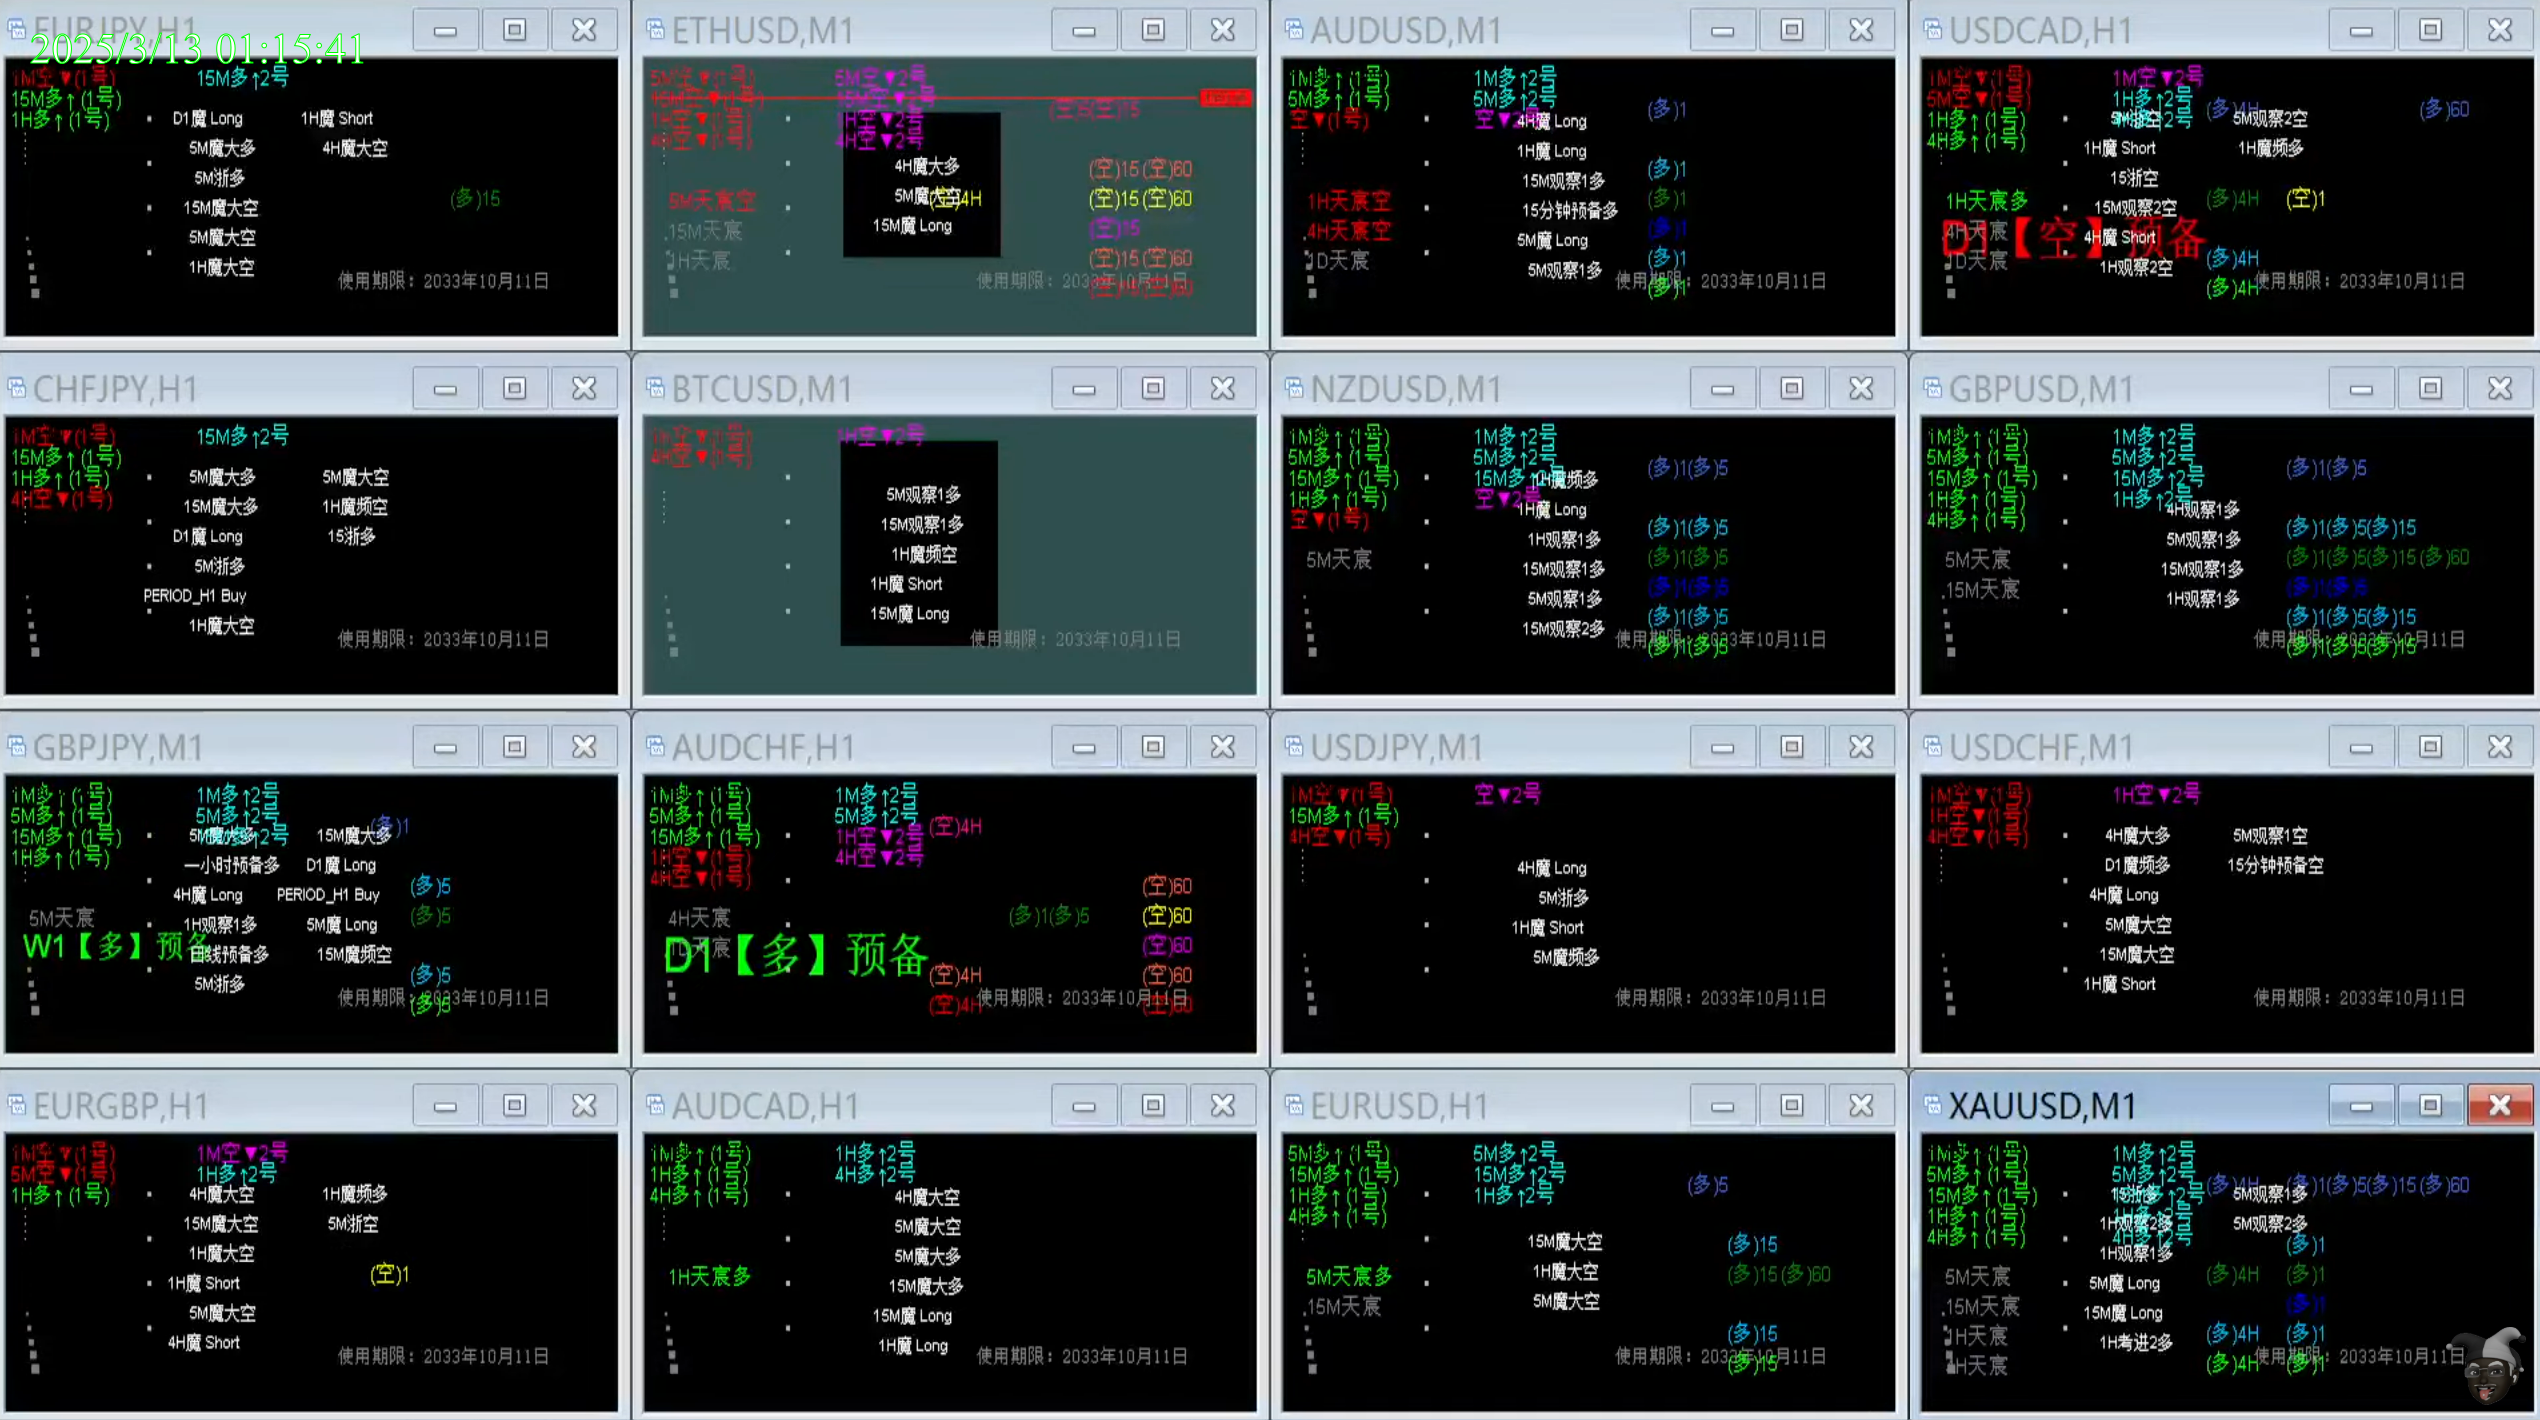 EURJPY,H1
2025/3/13 01:15:41
1M空▼(1号)
15M多↑(1号)
1H多↑(1号)
15M多↑2号
D1魔 Long 1H魔 Short
5M魔大多 4H魔大空
5M浙多
15M魔大空
5M魔大空
1H魔大空
(多)15
使用期限：2033年10月11日
ETHUSD,M1
5M空▼(1号)
15M空▼(1号)
1H空▼(1号)
4H空▼(1号)
5M空▼2号
15M空▼2号
1H空▼2号
4H空▼2号
(空)5(空)15
4H魔大多
5M魔大空
15M魔 Long
5M天宸空
15M天宸
1H天宸
(空)4H
(空)15(空)60
(空)15(空)60
(空)15
(空)15(空)60
AUDUSD,M1
1M多↑(1号)
5M多↑(1号)
空▼(1号)
1M多↑2号
5M多↑2号
空▼2号
4H魔 Long
1H魔 Long
15M观察1多
15分钟预备多
5M魔 Long
5M观察1多
1H天宸空
4H天宸空
1D天宸
(多)1
(多)1
(多)1
(多)1
(多)1
(多)1
使用期限：2033年10月11日
USDCAD,H1
1M空▼(1号)
5M空▼(1号)
1H多↑(1号)
4H多↑(1号)
1M空▼2号
1H多↑2号
5M观察2空
1H魔 Short 1H魔频多
15浙空
15M观察2空
4H魔 Short
1H观察2空
1H天宸多
4H天宸
1D天宸
D1【空】预备
(多)4H (多)60
(多)4H (空)1
(多)4H
(多)4H
使用期限：2033年10月11日
CHFJPY,H1
1M空▼(1号)
15M多↑(1号)
1H多↑(1号)
4H空▼(1号)
15M多↑2号
5M魔大多 5M魔大空
15M魔大多 1H魔频空
D1魔 Long 15浙多
5M浙多
PERIOD_H1 Buy
1H魔大空
使用期限：2033年10月11日
BTCUSD,M1
1H空▼(1号)
4H空▼(1号)
1H空▼2号
5M观察1多
15M观察1多
1H魔频空
1H魔 Short
15M魔 Long
使用期限：2033年10月11日
NZDUSD,M1
1M多↑(1号)
5M多↑(1号)
15M多↑(1号)
1H多↑(1号)
空▼(1号)
1M多↑2号
5M多↑2号
15M多↑2号
空▼2号
1H魔 Long
1H观察1多
15M观察1多
5M观察1多
15M观察2多
5M天宸
(多)1(多)5
(多)1(多)5
(多)1(多)5
(多)1(多)5
(多)1(多)5
(多)1(多)5
使用期限：2033年10月11日
GBPUSD,M1
1M多↑(1号)
5M多↑(1号)
15M多↑(1号)
1H多↑(1号)
4H多↑(1号)
1M多↑2号
5M多↑2号
15M多↑2号
1H多↑2号
4H观察1多
5M观察1多
15M观察1多
1H观察1多
5M天宸
15M天宸
(多)1(多)5
(多)1(多)5(多)15
(多)1(多)5(多)15(多)60
(多)1(多)5
(多)1(多)5(多)15
(多)1(多)5(多)15
使用期限：2033年10月11日
GBPJPY,M1
1M多↑(1号)
5M多↑(1号)
15M多↑(1号)
1H多↑(1号)
1M多↑2号
5M多↑2号
5M魔大多 15M魔大多
一小时预备多 D1魔 Long
4H魔 Long PERIOD_H1 Buy
1H观察1多 5M魔 Long
日线预备多 15M魔频空
5M浙多
5M天宸
W1【多】预备
(多)1
(多)5
(多)5
(多)5
(多)5
使用期限：2033年10月11日
AUDCHF,H1
1M多↑(1号)
5M多↑(1号)
15M多↑(1号)
1H空▼(1号)
4H空▼(1号)
1M多↑2号
5M多↑2号
1H空▼2号
4H空▼2号
(空)4H
4H天宸
D1【多】预备
(空)60
(多)1(多)5 (空)60
(空)60
(空)4H (空)60
(空)4H (空)60
使用期限：2033年10月11日
USDJPY,M1
1M空▼(1号)
15M多↑(1号)
4H空▼(1号)
空▼2号
4H魔 Long
5M浙多
1H魔 Short
5M魔频多
使用期限：2033年10月11日
USDCHF,M1
1M空▼(1号)
1H空▼(1号)
4H空▼(1号)
1H空▼2号
4H魔大多 5M观察1空
D1魔频多 15分钟预备空
4H魔 Long
5M魔大空
15M魔大空
1H魔 Short
使用期限：2033年10月11日
EURGBP,H1
1M空▼(1号)
5M空▼(1号)
1H多↑(1号)
1M空▼2号
1H多↑2号
4H魔大空 1H魔频多
15M魔大空 5M浙空
1H魔大空
1H魔 Short
5M魔大空
4H魔 Short
(空)1
使用期限：2033年10月11日
AUDCAD,H1
1M多↑(1号)
1H多↑(1号)
4H多↑(1号)
1H多↑2号
4H多↑2号
4H魔大空
5M魔大空
5M魔大多
15M魔大多
15M魔 Long
1H魔 Long
1H天宸多
使用期限：2033年10月11日
EURUSD,H1
5M多↑(1号)
15M多↑(1号)
1H多↑(1号)
4H多↑(1号)
5M多↑2号
15M多↑2号
1H多↑2号
15M魔大空
1H魔大空
5M魔大空
5M天宸多
15M天宸
(多)5
(多)15
(多)15(多)60
(多)15
(多)15
使用期限：2033年10月11日
XAUUSD,M1
1M多↑(1号)
5M多↑(1号)
15M多↑(1号)
1H多↑(1号)
4H多↑(1号)
1M多↑2号
5M多↑2号
4H多↑2号
5M观察1多
1H观察2多 5M观察2多
1H观察1多
5M魔 Long
15M魔 Long
1H考进2多
5M天宸
15M天宸
1H天宸
4H天宸
(多)4H (多)1(多)5(多)15(多)60
(多)1
(多)4H (多)1
(多)1
(多)4H (多)1
(多)4H (多)1
使用期限：2033年10月11日